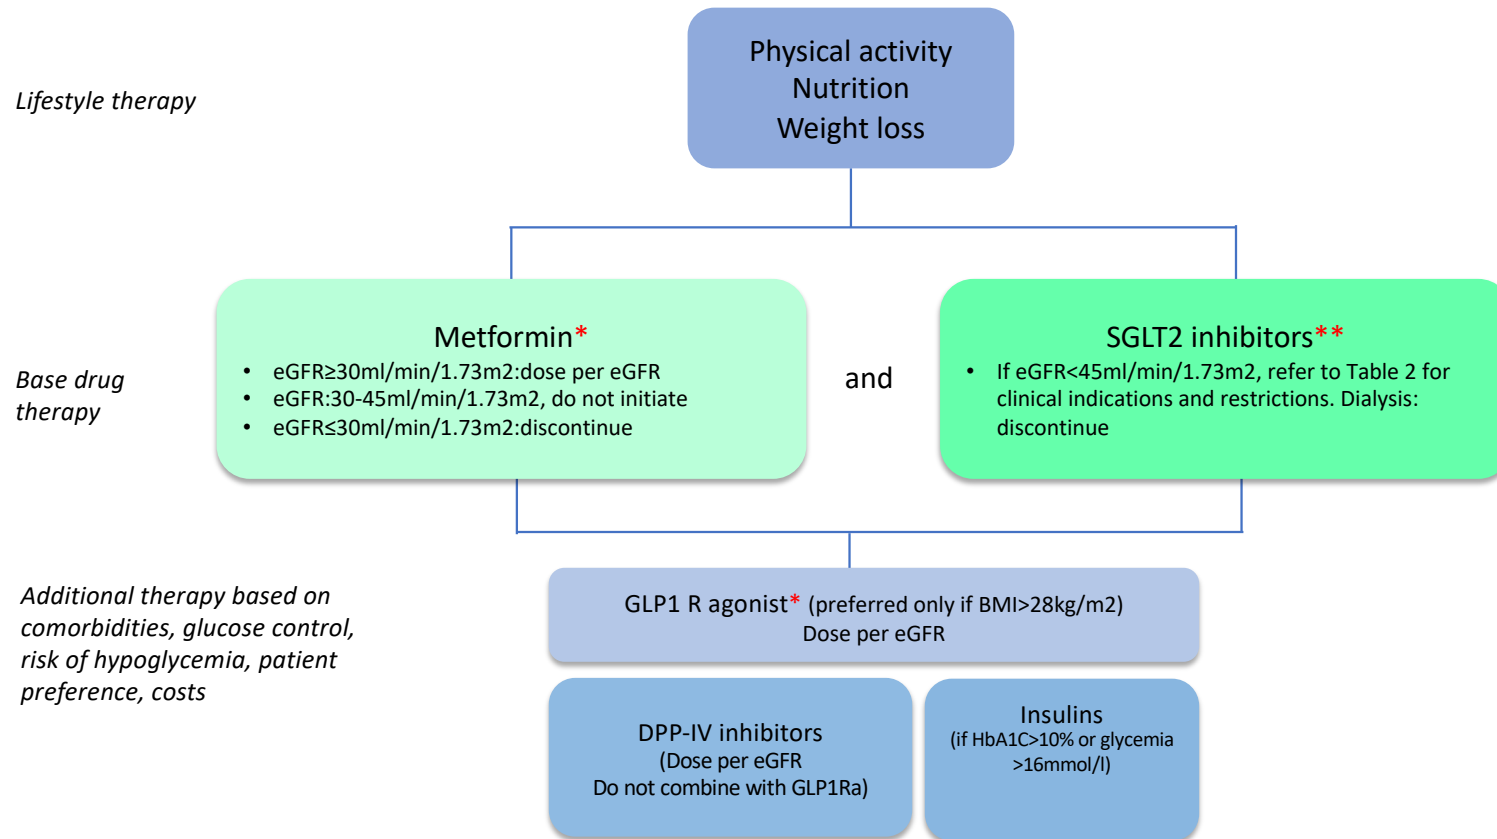 Physical activity
Nutrition
Weight loss
Lifestyle therapy
Metformin*
• eGFR≥30ml/min/1.73m2:dose per eGFR
• eGFR:30-45ml/min/1.73m2, do not initiate
• eGFR≤30ml/min/1.73m2:discontinue
and
SGLT2 inhibitors**
• If eGFR<45ml/min/1.73m2, refer to Table 2 for
clinical indications and restrictions. Dialysis:
discontinue
Base drug
therapy
GLP1 R agonist* (preferred only if BMI>28kg/m2)
Dose per eGFR
Additional therapy based on
comorbidities, glucose control,
risk of hypoglycemia, patient
preference, costs
DPP-IV inhibitors
(Dose per eGFR
Do not combine with GLP1Ra)
Insulins
(if HbA1C>10% or glycemia
>16mmol/l)